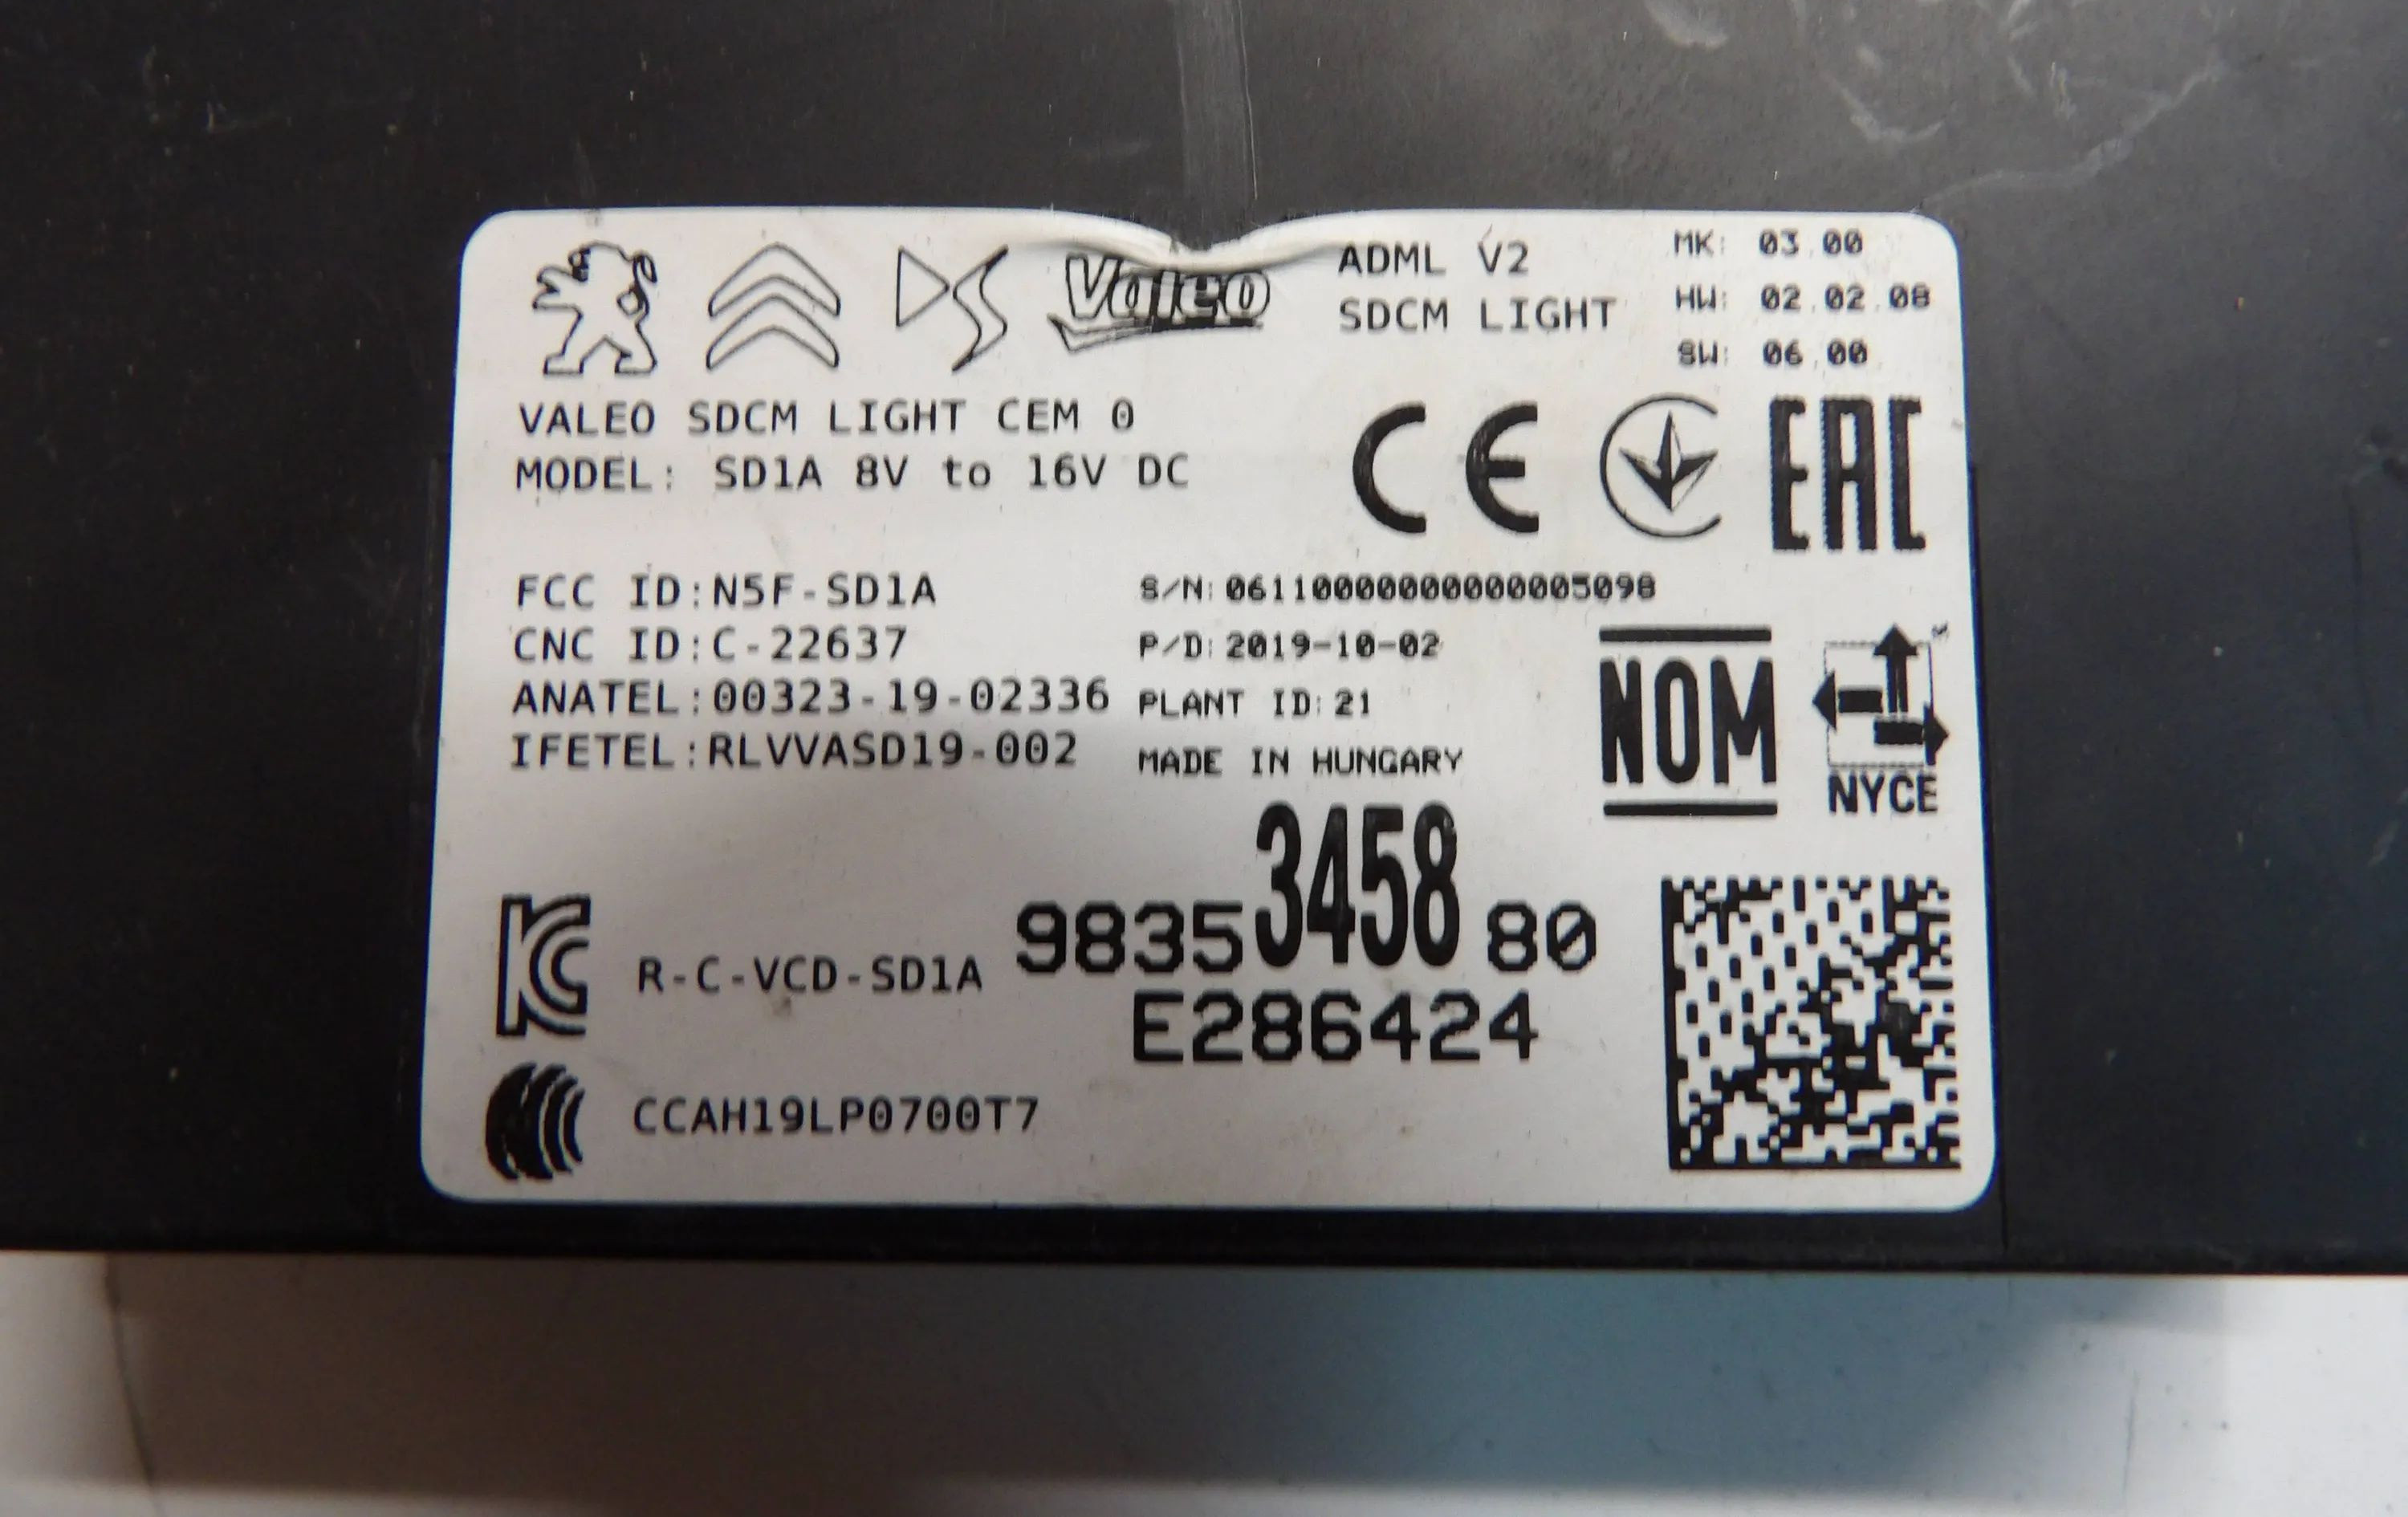 Valeo
ADML V2
SDCM LIGHT
MK: 03.00
HW: 02.02.08
SW: 06.00
VALEO SDCM LIGHT CEM 0
MODEL: SD1A 8V to 16V DC
CE
EAC
FCC ID:N5F-SD1A
CNC ID:C-22637
ANATEL:00323-19-02336
IFETEL:RLVVASD19-002
S/N:06110000000000005098
P/D:2019-10-02
PLANT ID:21
MADE IN HUNGARY
NOM
NYCE
R-C-VCD-SD1A
98353458 80
E286424
CCAH19LP0700T7